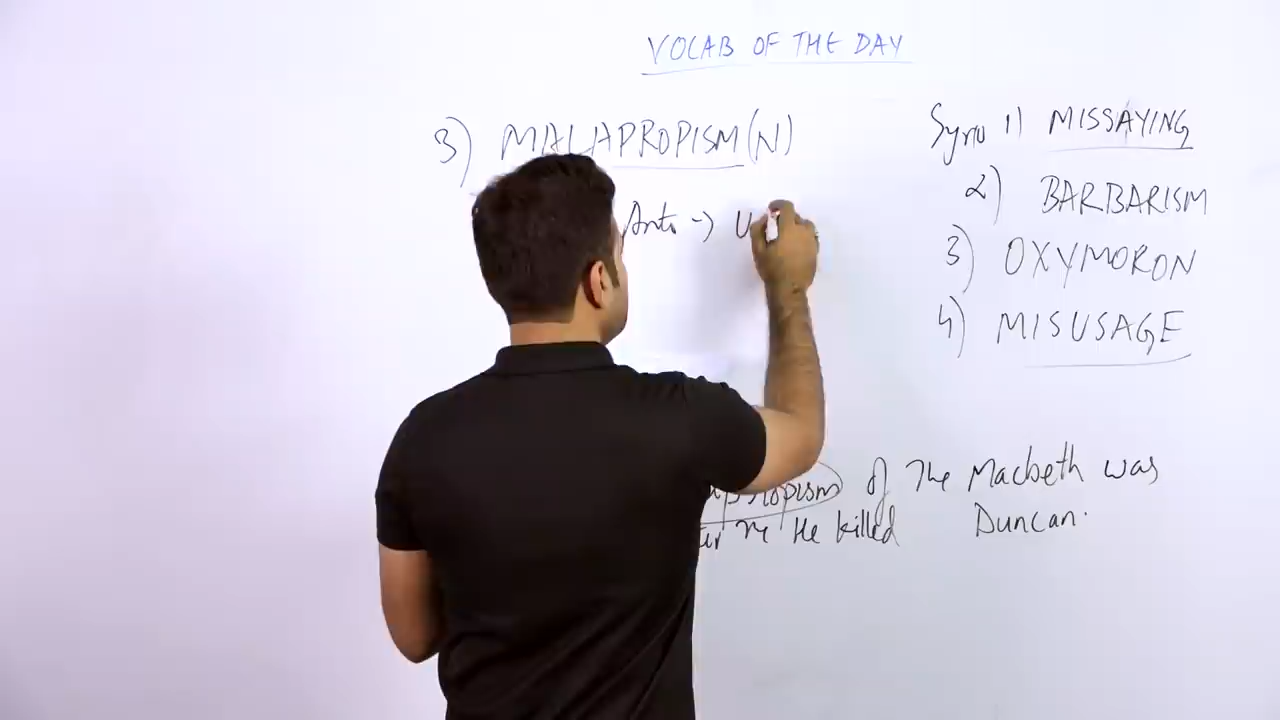 VOCAB OF THE DAY
3) MALAPROPISM (N)
Anto → U
Syno 1) MISSAYING
2) BARBARISM
3) OXYMORON
4) MISUSAGE
of The Macbeth was
He killed Duncan.